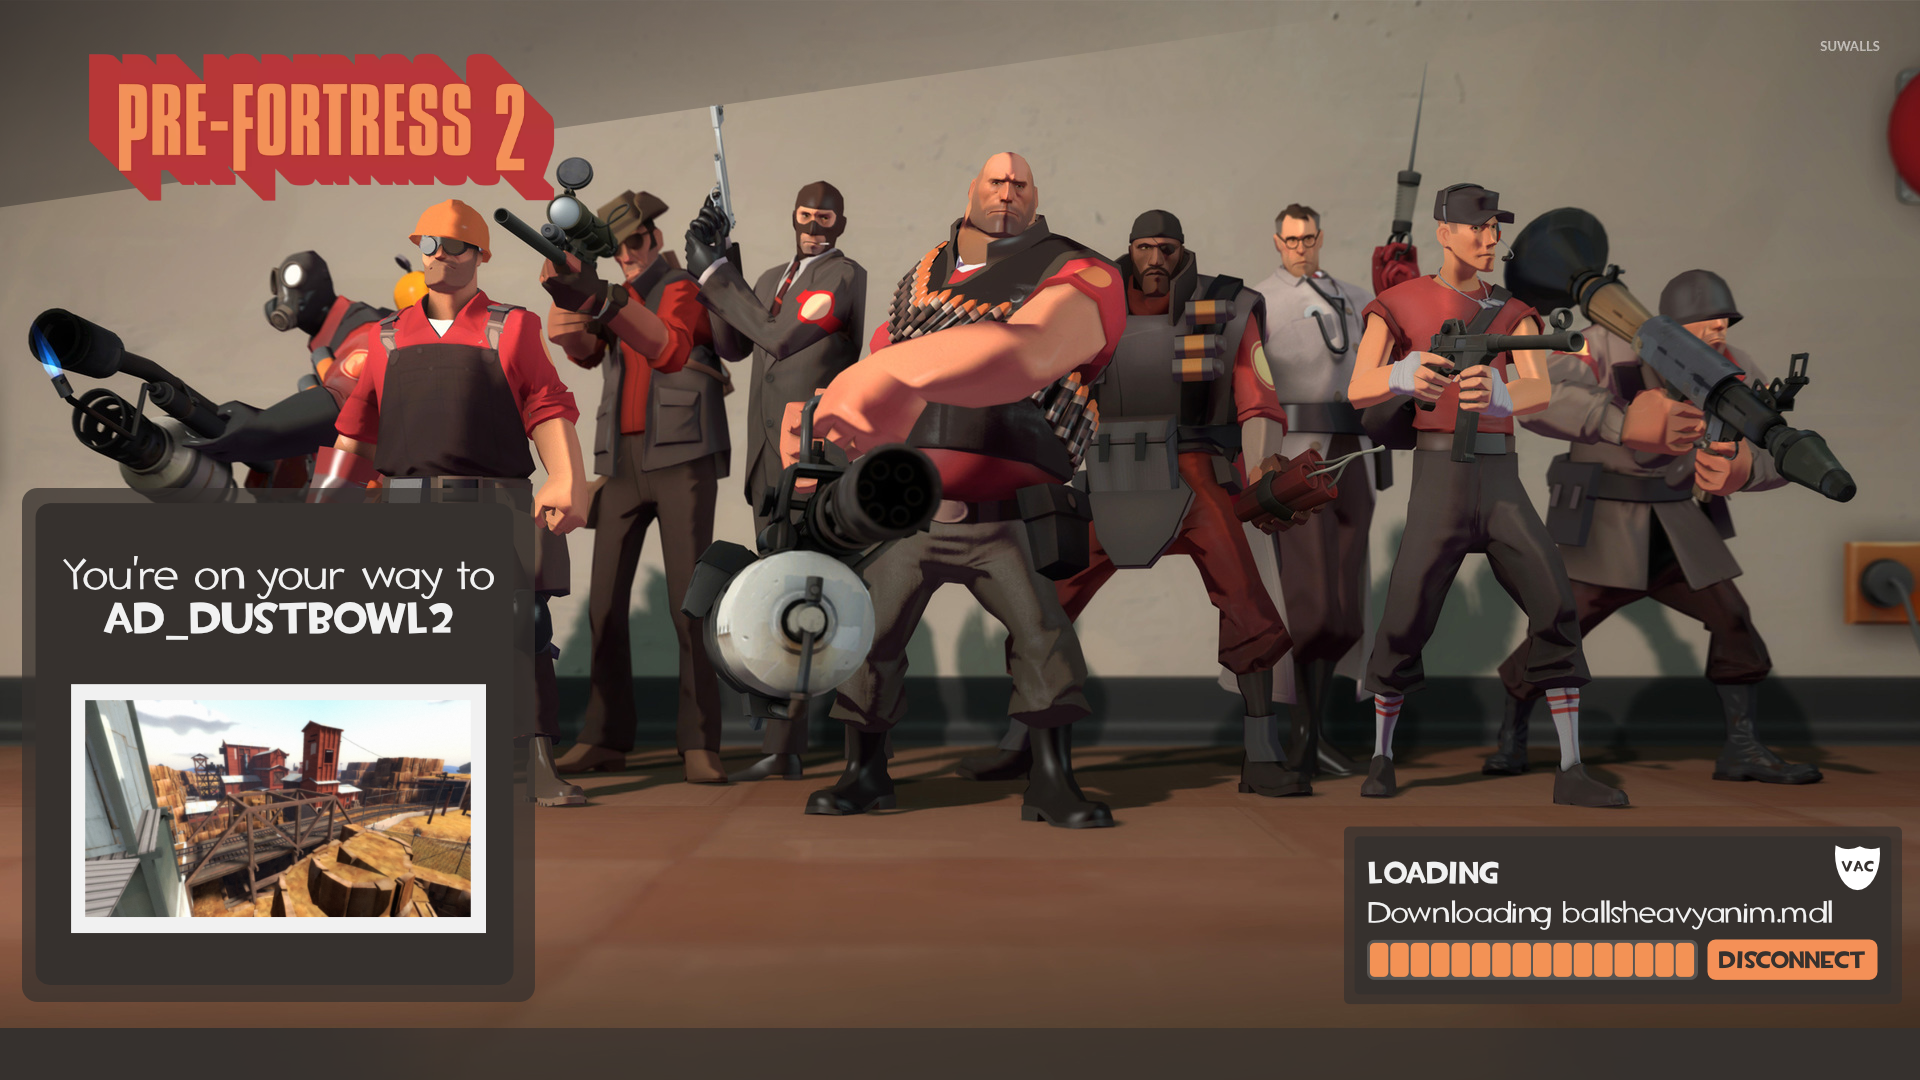 SUWALLS
PRE-FORTRESS 2
You're on your way to
AD_DUSTBOWL2
LOADING
VAC
Downloading ballsheavyanim.mdl
DISCONNECT